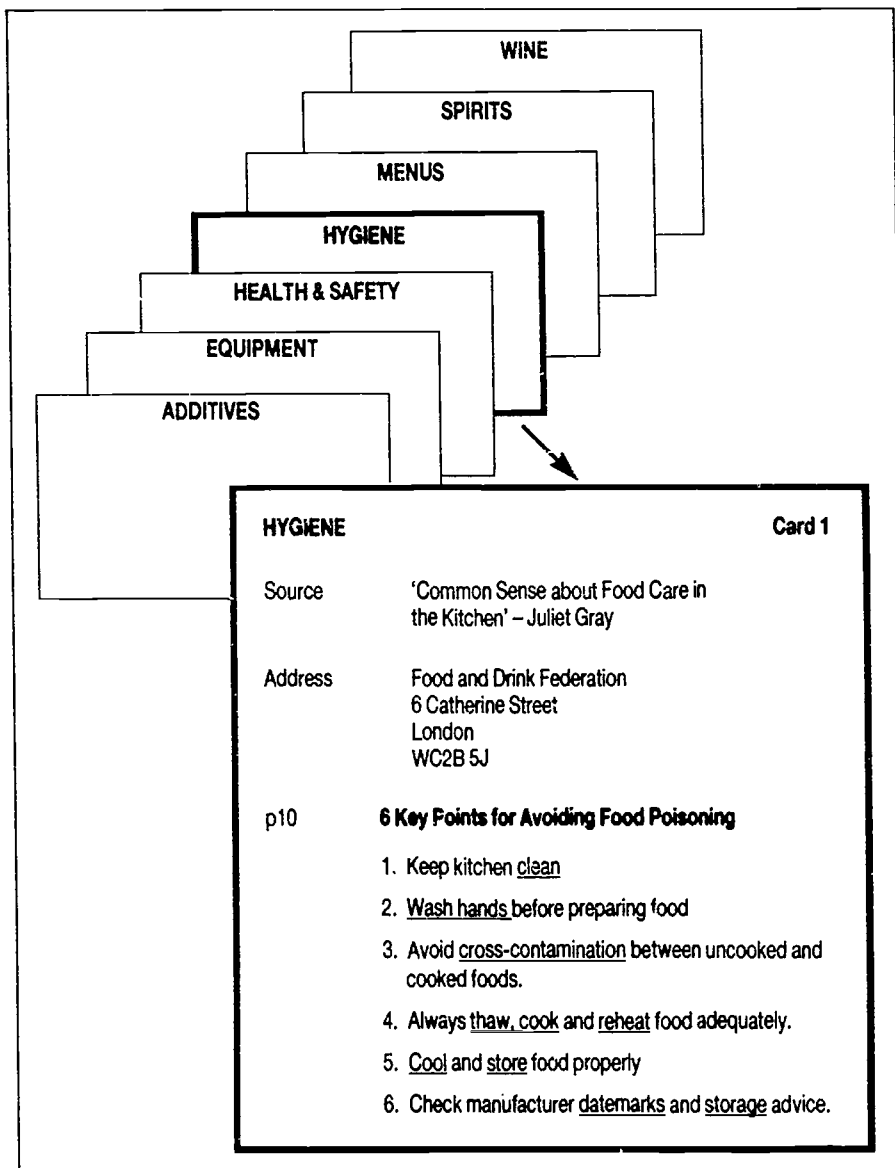 WINE
SPIRITS
MENUS
HYGIENE
HEALTH & SAFETY
EQUIPMENT
ADDITIVES
HYGIENE Card 1
Source 'Common Sense about Food Care in
the Kitchen' – Juliet Gray
Address Food and Drink Federation
6 Catherine Street
London
WC2B 5J
p10 6 Key Points for Avoiding Food Poisoning
1. Keep kitchen clean
2. Wash hands before preparing food
3. Avoid cross-contamination between uncooked and
cooked foods.
4. Always thaw, cook and reheat food adequately.
5. Cool and store food properly
6. Check manufacturer datemarks and storage advice.